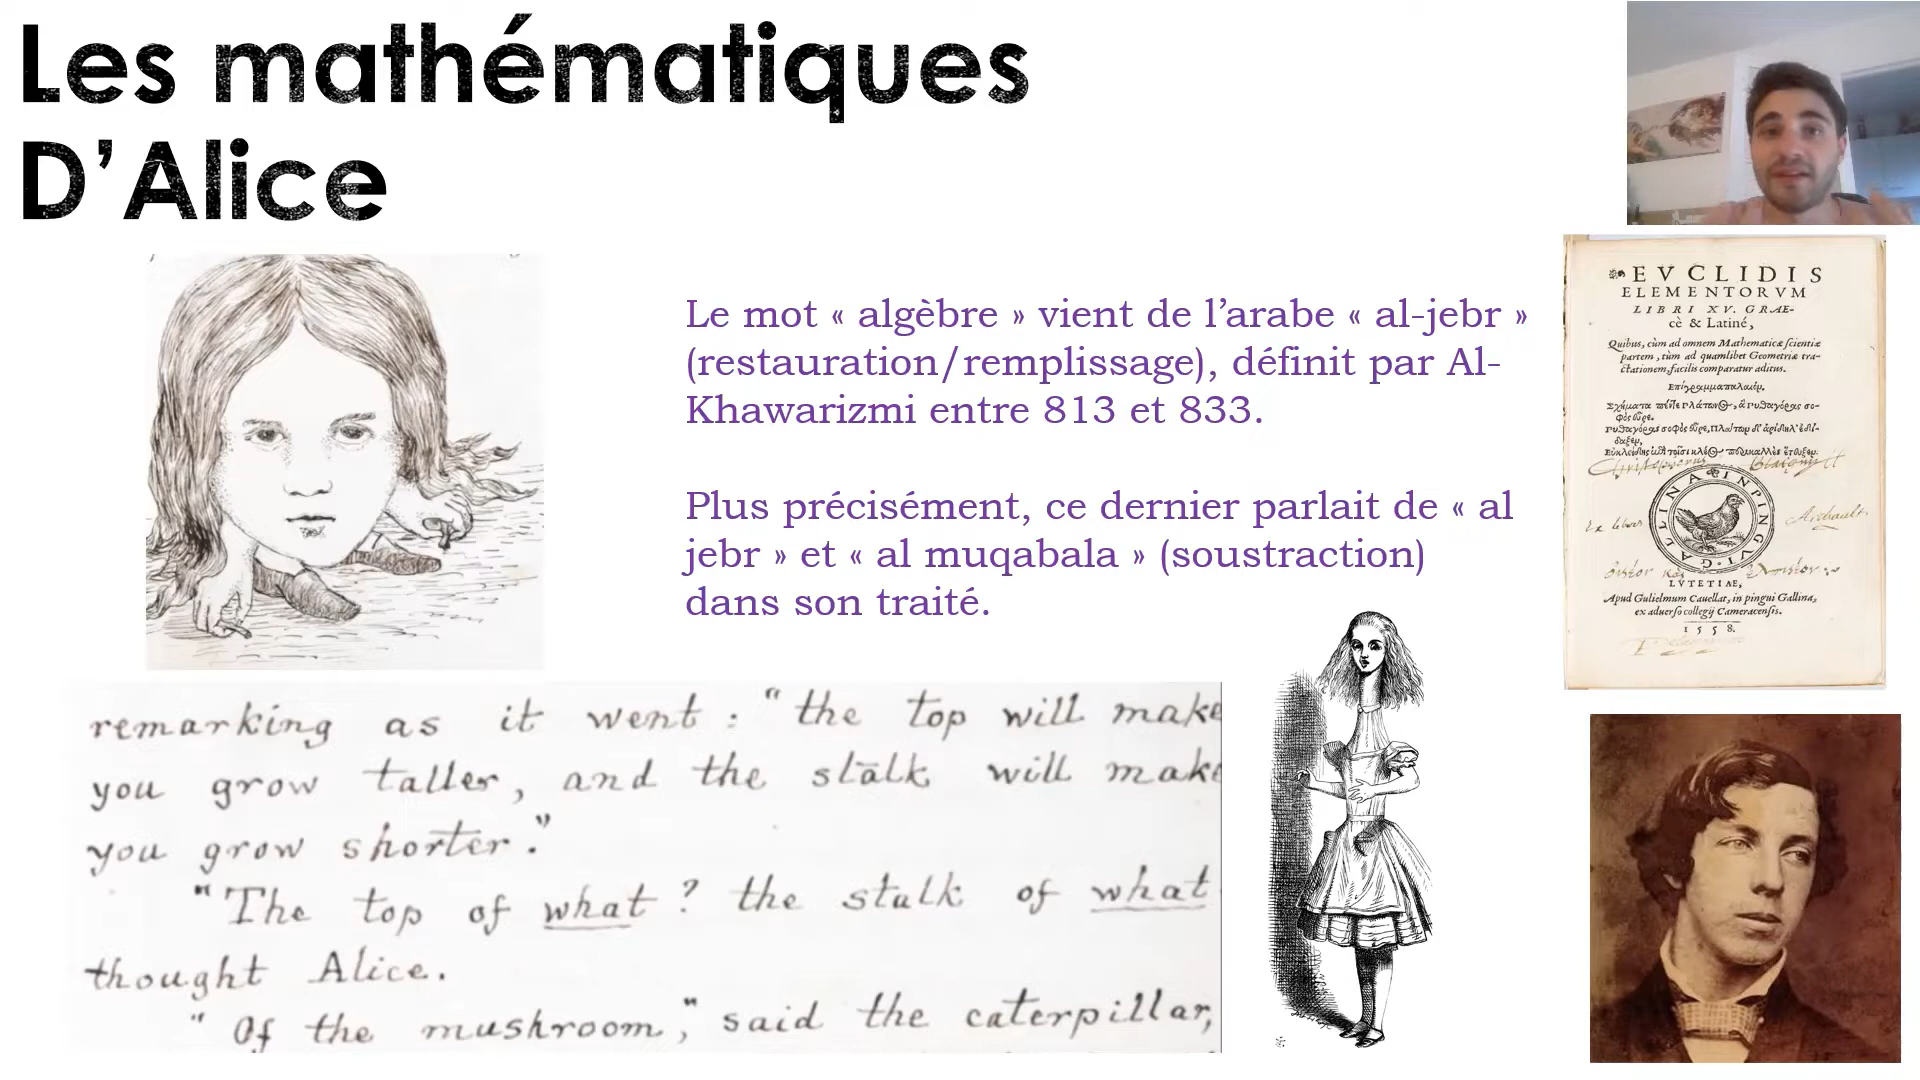 Les mathématiques
D’Alice
Le mot « algèbre » vient de l’arabe « al-jebr »
(restauration/remplissage), définit par Al-
Khawarizmi entre 813 et 833.
Plus précisément, ce dernier parlait de « al
jebr » et « al muqabala » (soustraction)
dans son traité.
remarking as it went : "the top will make
you grow taller, and the stalk will make
you grow shorter."
"The top of what ? the stalk of what
thought Alice.
"Of the mushroom," said the caterpillar,
EVCLIDIS
ELEMENTORVM
LIBRI XV. GRAE-
cè & Latinè,
Quibus, cùm ad omnem Mathematicæ scientiæ
partem, tùm ad quamlibet Geometriæ tra-
ctationem, facilis comparatur aditus.
GALLINA IN PINGVI
LVTETIAE,
Apud Gulielmum Cauellat, in pingui Gallina,
ex aduerso collegij Cameracensis.
1558.